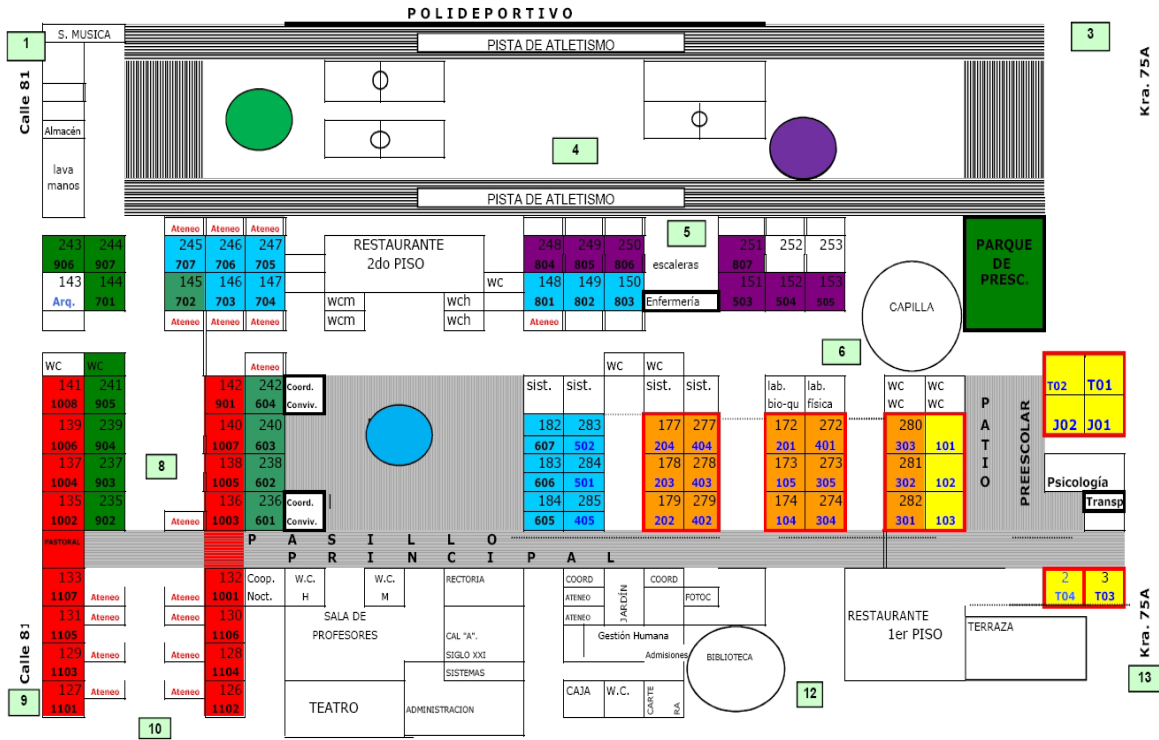 POLIDEPORTIVO
1
S. MUSICA
PISTA DE ATLETISMO
3
Calle 81
Kra. 75A
Almacén
lava
manos
4
PISTA DE ATLETISMO
Ateneo Ateneo Ateneo
5
243 244 245 246 247
906 907 707 706 705
RESTAURANTE
2do PISO
248 249 250
804 805 806
escaleras
251 252 253
807
PARQUE
DE
PRESC.
143 144 145 146 147
Arq. 701 702 703 704
WC
148 149 150
801 802 803
Enfermería
151 152 153
503 504 505
CAPILLA
wcm wch
wcm wch
Ateneo Ateneo Ateneo
Ateneo
6
WC WC
Ateneo
WC WC
141 241
1008 905
142 242
901 604
Coord.
Conviv.
sist. sist. sist. sist.
lab. lab.
bio-qu física
WC WC
WC WC
T02 T01
J02 J01
139 239
1006 904
140 240
1007 603
182 283
607 502
177 277
204 404
172 272
201 401
280
303 101
137 237
1004 903
8
138 238
1005 602
183 284
606 501
178 278
203 403
173 273
105 305
281
302 102
135 235
1002 902
Ateneo
136 236
1003 601
Coord.
Conviv.
184 285
605 405
179 279
202 402
174 274
104 304
282
301 103
PATIO
PREESCOLAR
Psicología
Transp
PASTORAL
PASILLO
PRINCIPAL
133
1107
Ateneo
131
1105
Ateneo
129
1103
Ateneo
127
1101
Ateneo
Ateneo
Ateneo
Ateneo
132
1001
130
1106
128
1104
126
1102
Coop.
Noct.
W.C.
H
W.C.
M
RECTORIA
SALA DE
PROFESORES
CAL "A".
SIGLO XXI
SISTEMAS
TEATRO
ADMINISTRACION
COORD
ATENEO
ATENEO
JARDÍN
COORD
FOTOC
Gestión Humana
Admisiones
BIBLIOTECA
CAJA
W.C.
CARTE
RA
RESTAURANTE
1er PISO
TERRAZA
2 3
T04 T03
Calle 81
Kra. 75A
9
10
12
13